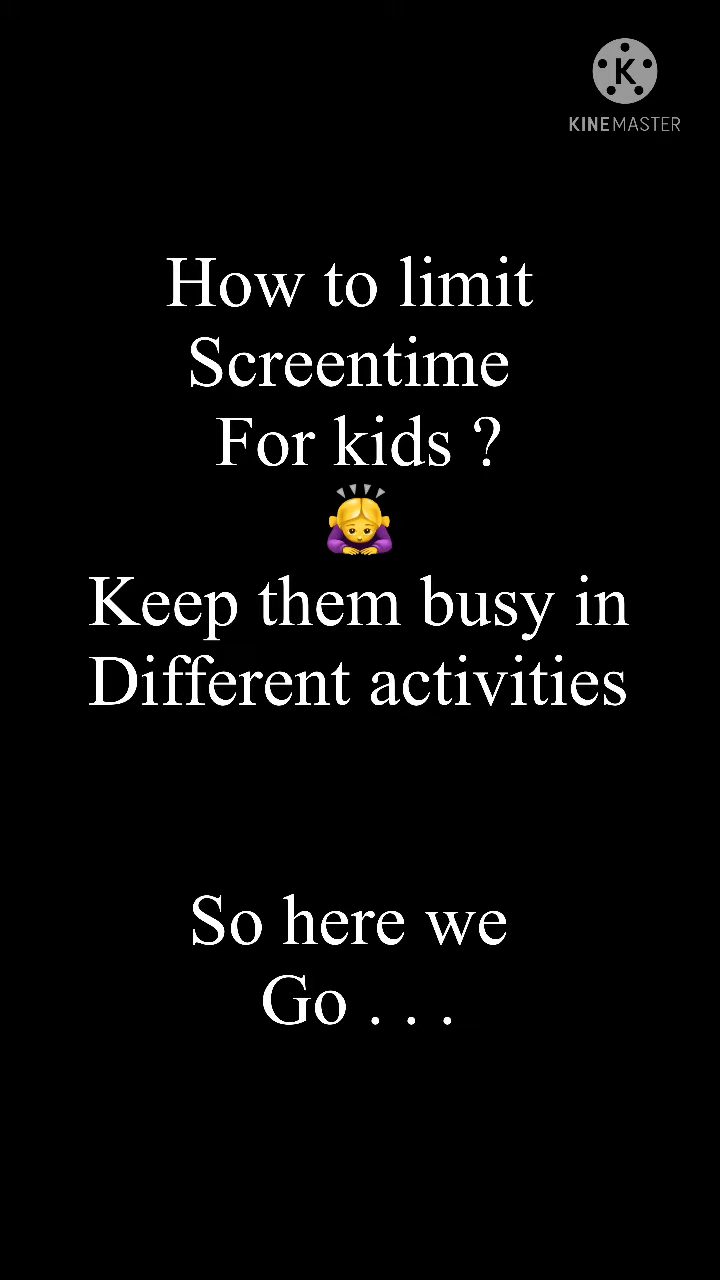 K
KINEMASTER
How to limit
Screentime
For kids ?
🙇‍♀️
Keep them busy in
Different activities
So here we
Go . . .